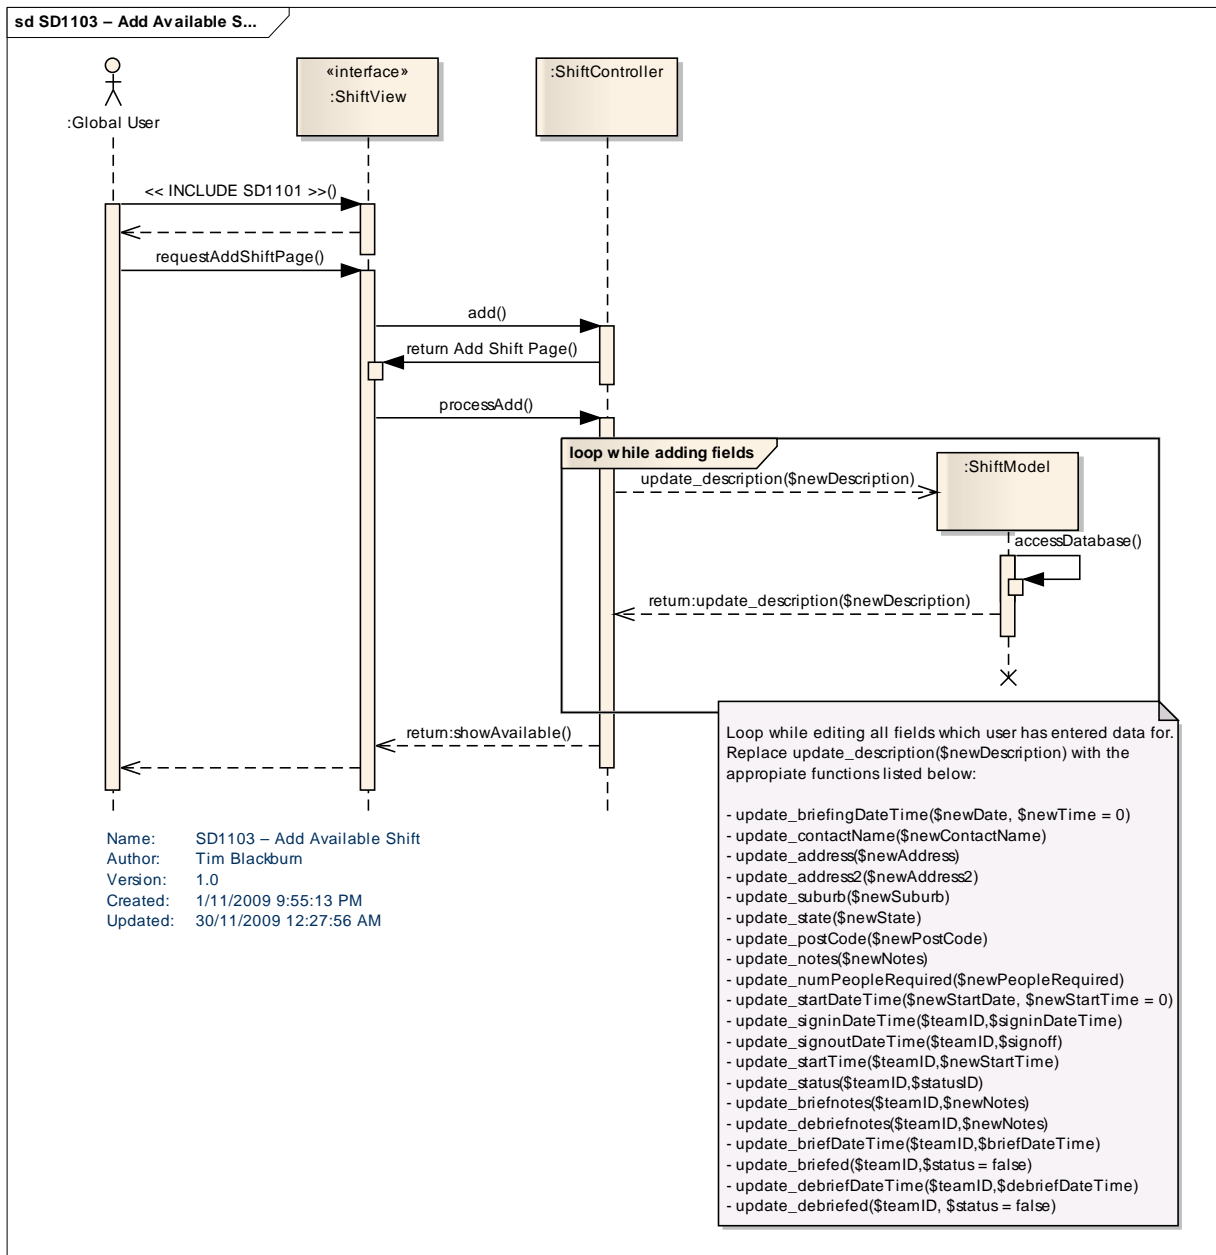 sd SD1103 – Add Available S...
«interface»
:ShiftView
:ShiftController
:Global User
<< INCLUDE SD1101 >>()
requestAddShiftPage()
add()
return Add Shift Page()
processAdd()
loop while adding fields
:ShiftModel
update_description($newDescription)
accessDatabase()
return:update_description($newDescription)
return:showAvailable()
Loop while editing all fields which user has entered data for.
Replace update_description($newDescription) with the
appropiate functions listed below:
- update_briefingDateTime($newDate, $newTime = 0)
- update_contactName($newContactName)
- update_address($newAddress)
- update_address2($newAddress2)
- update_suburb($newSuburb)
- update_state($newState)
- update_postCode($newPostCode)
- update_notes($newNotes)
- update_numPeopleRequired($newPeopleRequired)
- update_startDateTime($newStartDate, $newStartTime = 0)
- update_signinDateTime($teamID,$signinDateTime)
- update_signoutDateTime($teamID,$signoff)
- update_startTime($teamID,$newStartTime)
- update_status($teamID,$statusID)
- update_briefnotes($teamID,$newNotes)
- update_debriefnotes($teamID,$newNotes)
- update_briefDateTime($teamID,$briefDateTime)
- update_briefed($teamID,$status = false)
- update_debriefDateTime($teamID,$debriefDateTime)
- update_debriefed($teamID, $status = false)
Name: SD1103 – Add Available Shift
Author: Tim Blackburn
Version: 1.0
Created: 1/11/2009 9:55:13 PM
Updated: 30/11/2009 12:27:56 AM